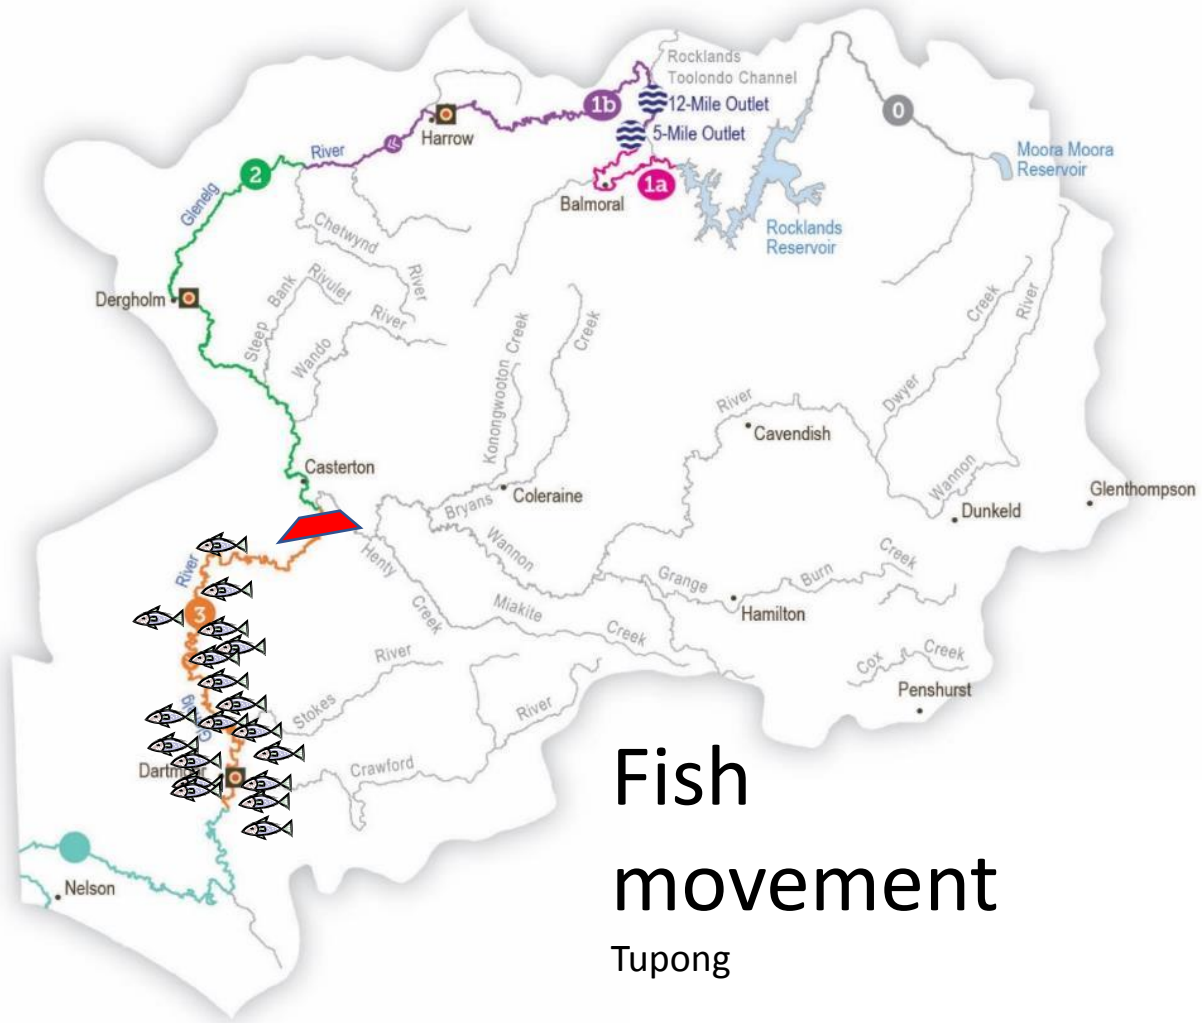 Rocklands
Toolondo Channel
12-Mile Outlet
5-Mile Outlet
1b
0
Harrow
River
2
Glenelg
Moora Moora
Reservoir
1a
Balmoral
Rocklands
Reservoir
Chetwynd
River
Dergholm
Steep Bank Rivulet
Wando River
Konongwooton Creek
Creek
Dwyer Creek
River
River
Cavendish
Casterton
Coleraine
Bryans
Wannon
Glenthompson
Dunkeld
Wannon
Henty
Creek
Miakite
Creek
Grange
Burn
Creek
Hamilton
River
3
Stokes
River
River
Crawford
Cox
Creek
Penshurst
Nelson
Fish
movement
Tupong